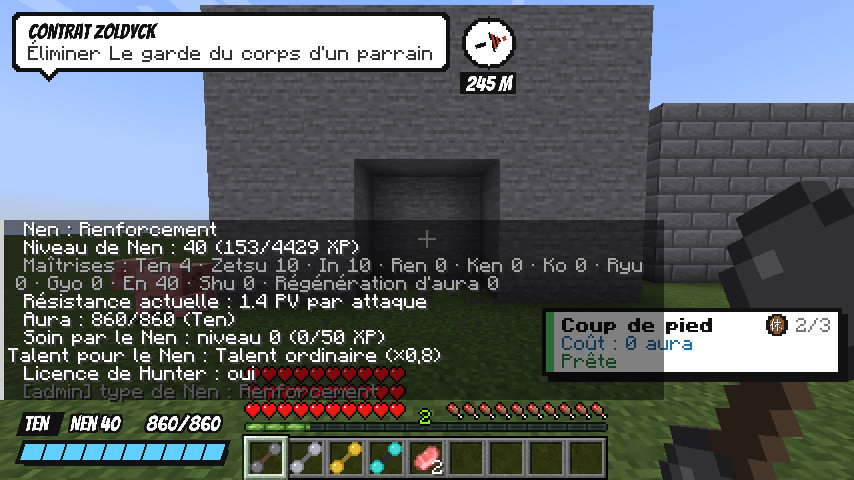 CONTRAT ZOLDYCK
Éliminer Le garde du corps d'un parrain
245 M
Nen : Renforcement
Niveau de Nen : 40 (153/4429 XP)
Maîtrises : Ten 4 · Zetsu 10 · In 10 · Ren 0 · Ken 0 · Ko 0 · Ryu
0 · Gyo 0 · En 40 · Shu 0 · Régénération d'aura 0
Résistance actuelle : 1.4 PV par attaque
Aura : 860/860 (Ten)
Soin par le Nen : niveau 0 (0/50 XP)
Talent pour le Nen : Talent ordinaire (×0,8)
Licence de Hunter : oui
[admin] type de Nen : Renforcement
Coup de pied
2/3
Coût : 0 aura
Prête
TEN
NEN 40
860/860
2
2